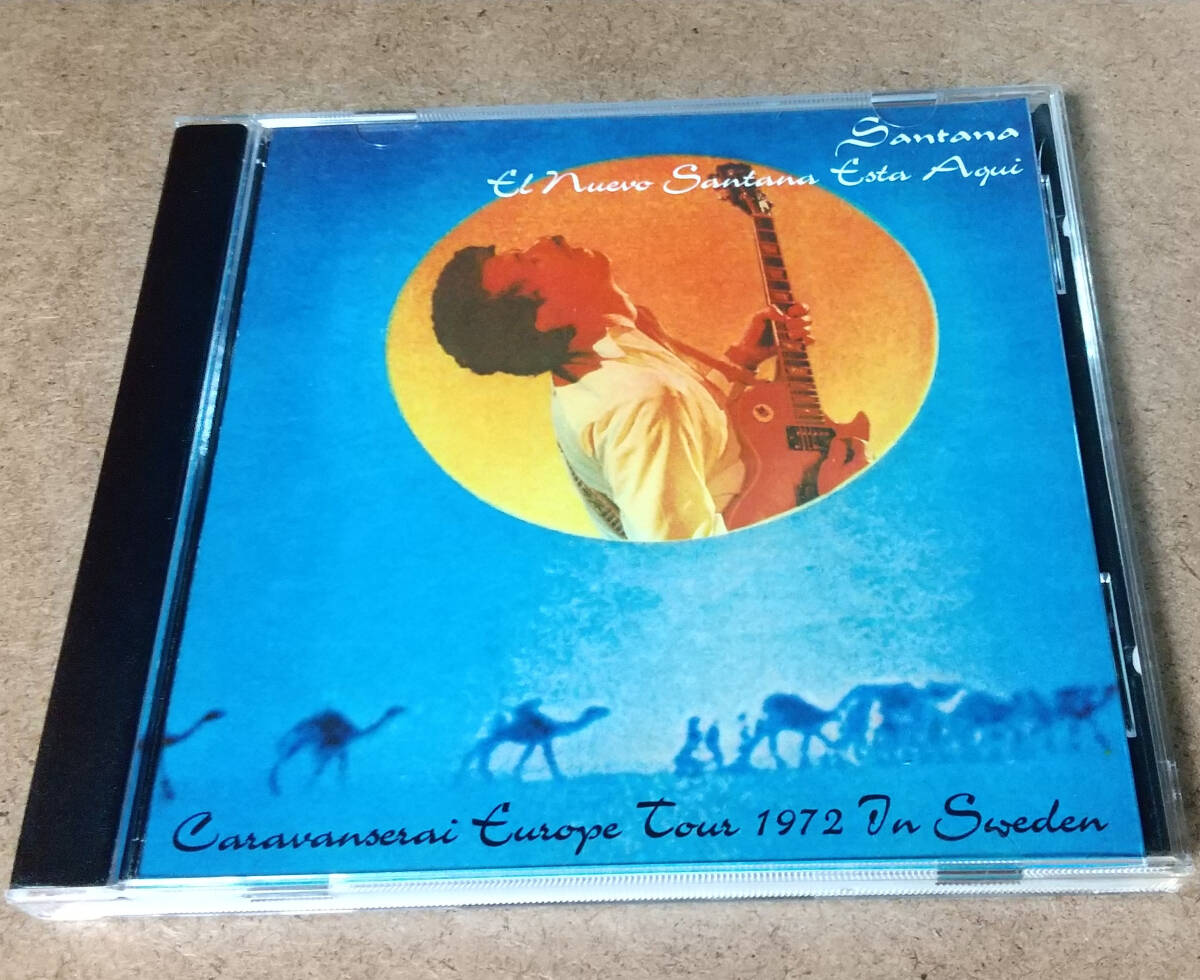 Santana
El Nuevo Santana Esta Aqui
Caravanserai Europe Tour 1972 In Sweden